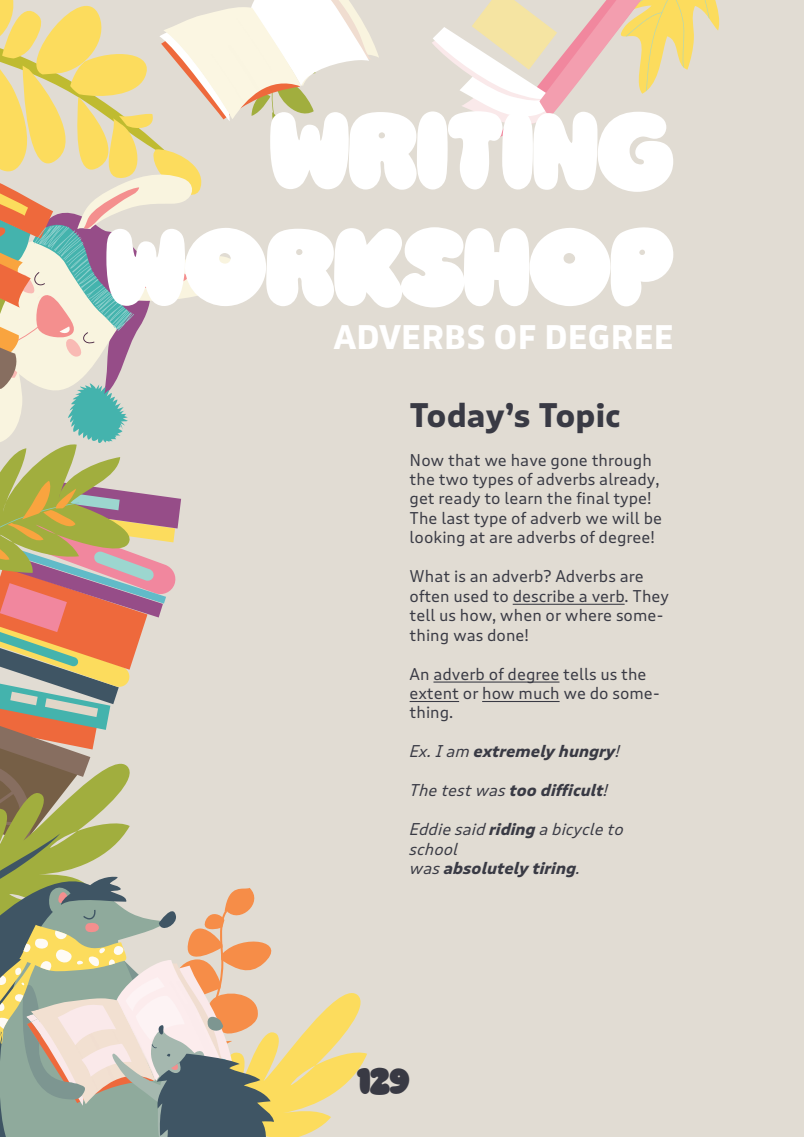 WRITING
WORKSHOP
ADVERBS OF DEGREE
Today’s Topic
Now that we have gone through
the two types of adverbs already,
get ready to learn the final type!
The last type of adverb we will be
looking at are adverbs of degree!
What is an adverb? Adverbs are
often used to describe a verb. They
tell us how, when or where some-
thing was done!
An adverb of degree tells us the
extent or how much we do some-
thing.
Ex. I am extremely hungry!
The test was too difficult!
Eddie said riding a bicycle to
school
was absolutely tiring.
129